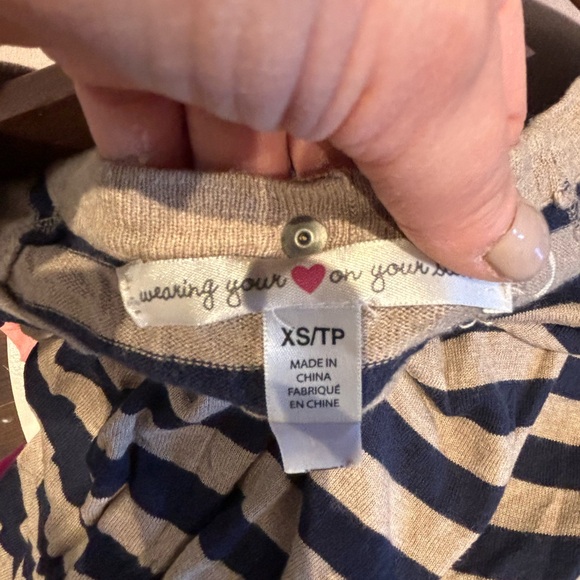 wearing your ❤ on your
XS/TP
MADE IN
CHINA
FABRIQUÉ
EN CHINE